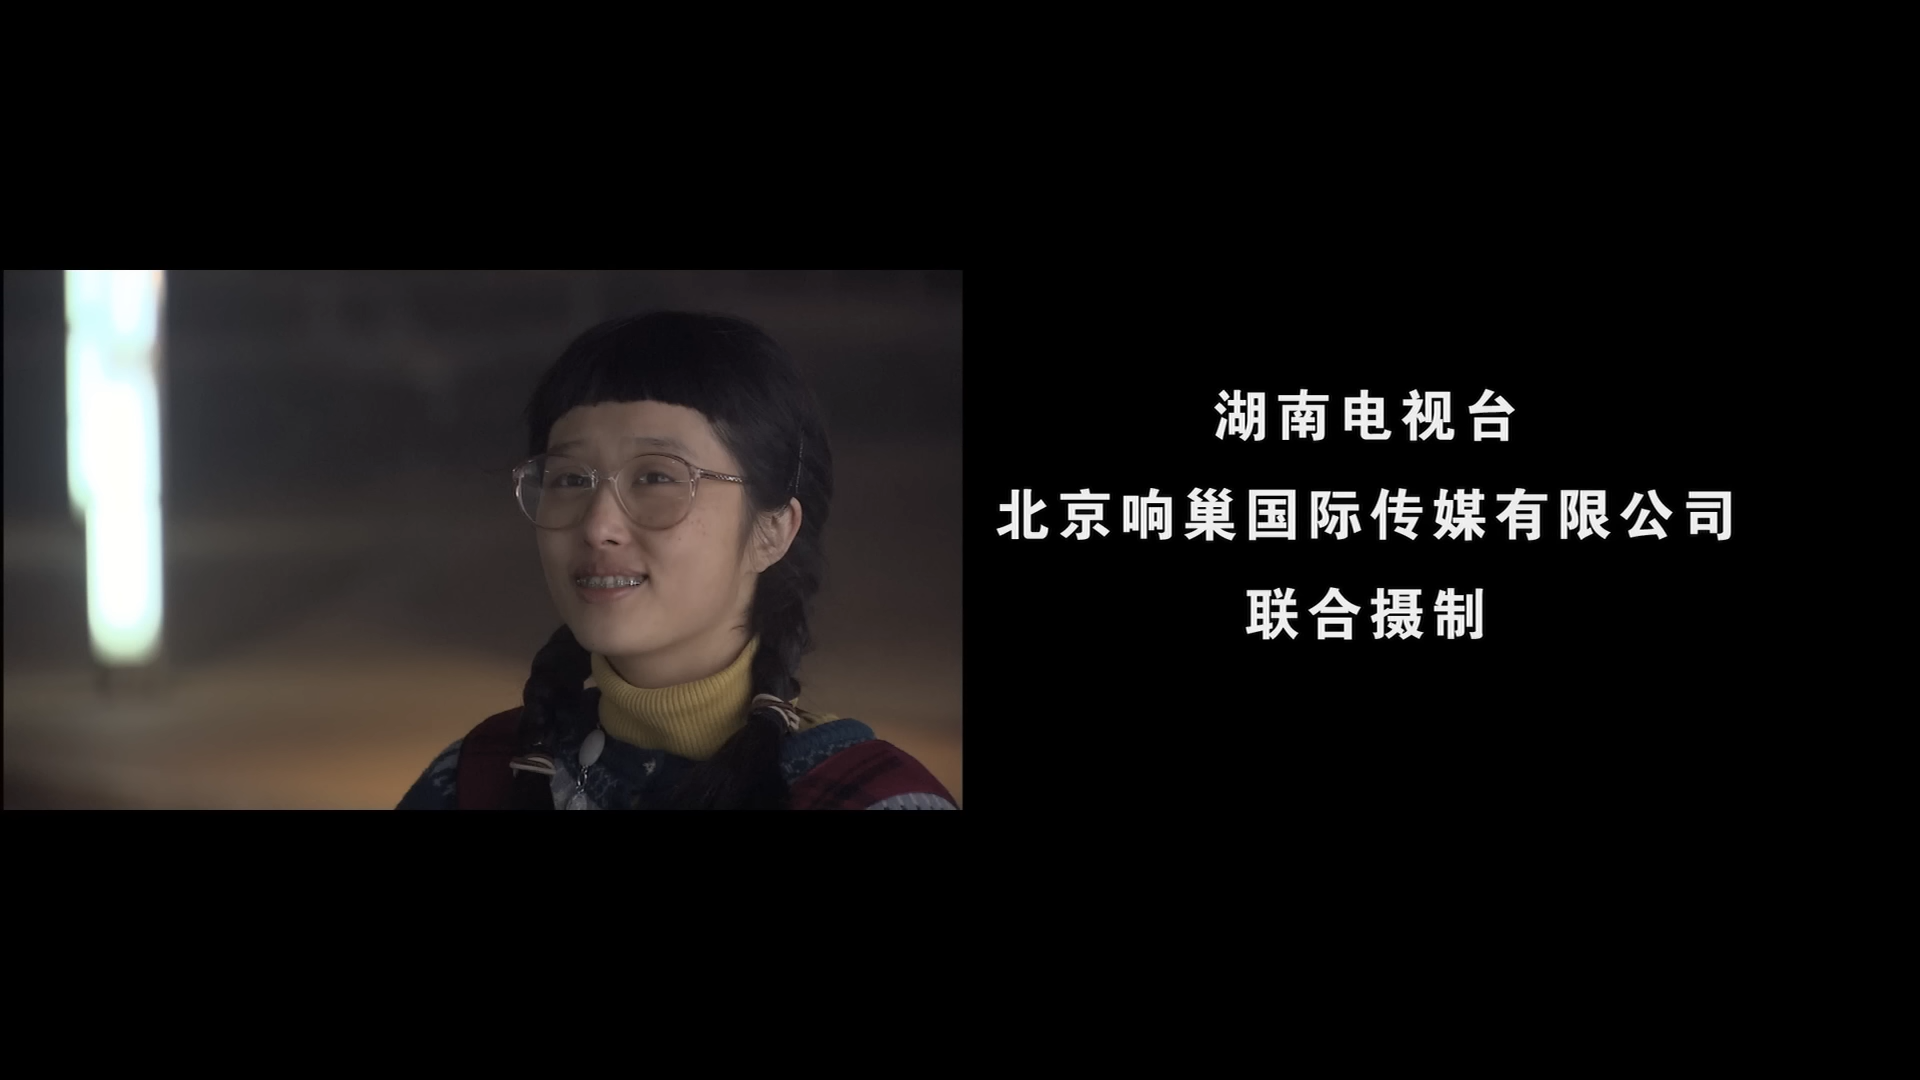 湖南电视台
北京响巢国际传媒有限公司
联合摄制